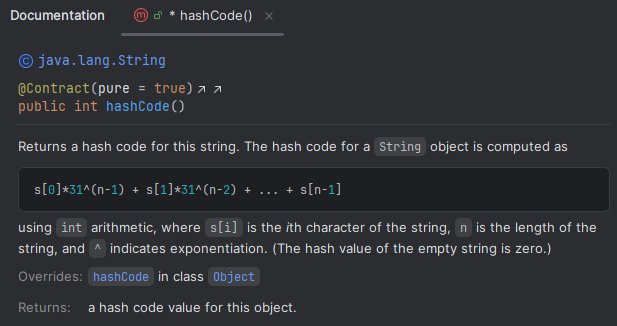 Documentation * hashCode()
java.lang.String
@Contract(pure = true)
public int hashCode()
Returns a hash code for this string. The hash code for a String object is computed as
s[0]*31^(n-1) + s[1]*31^(n-2) + ... + s[n-1]
using int arithmetic, where s[i] is the ith character of the string, n is the length of the
string, and ^ indicates exponentiation. (The hash value of the empty string is zero.)
Overrides: hashCode in class Object
Returns: a hash code value for this object.